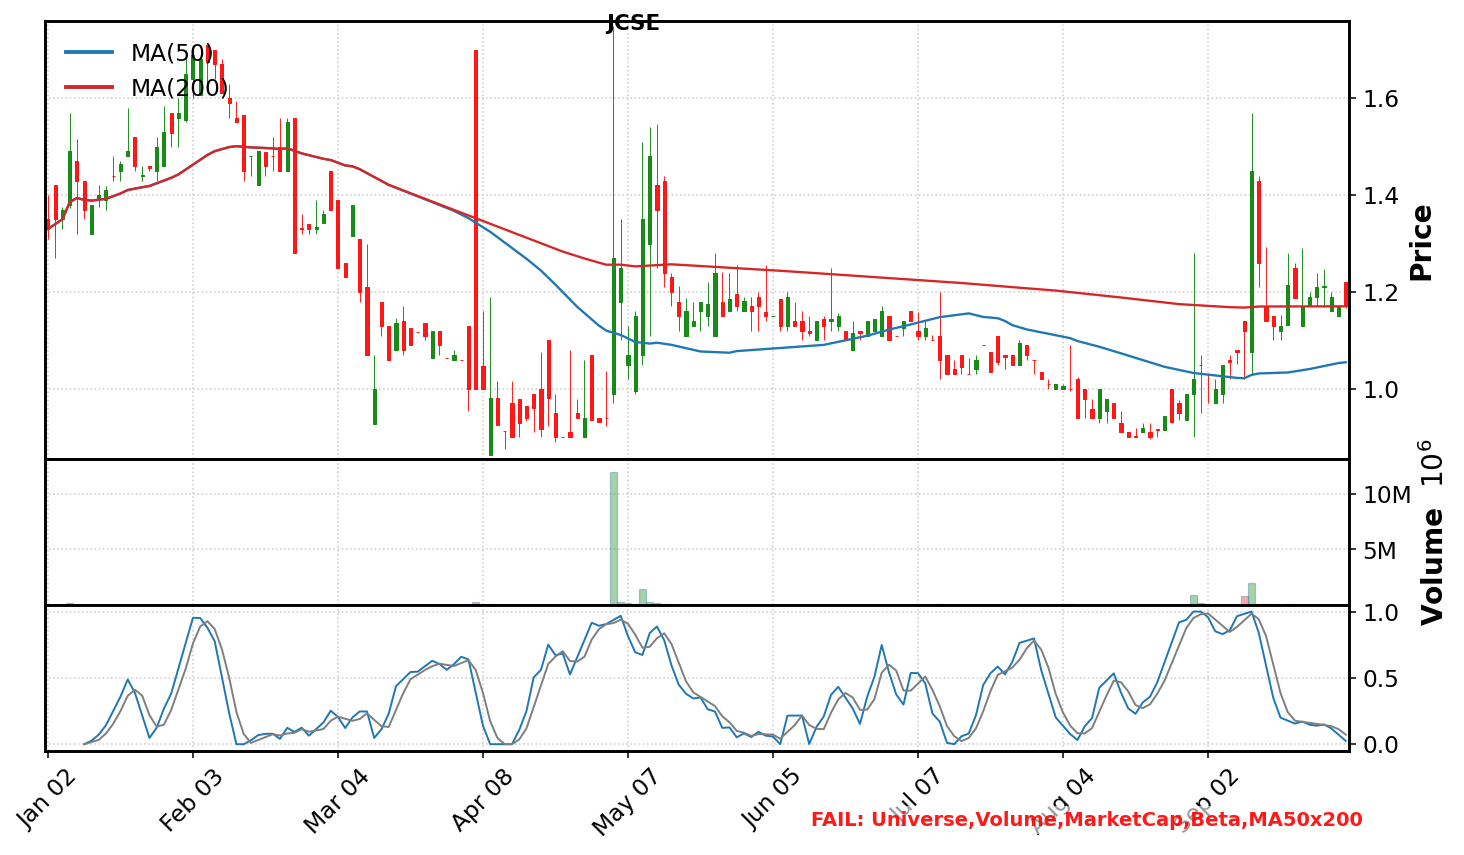 JCSE
MA(50)
MA(200)
1.6
1.4
1.2
1.0
Price
10M
5M
Volume 10^6
1.0
0.5
0.0
Jan 02
Feb 03
Mar 04
Apr 08
May 07
Jun 05
Jul 07
Aug 04
Sep 02
FAIL: Universe,Volume,MarketCap,Beta,MA50x200